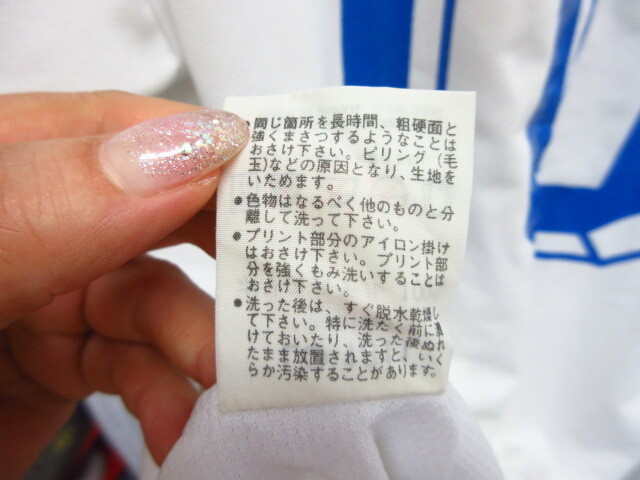 ●同じ箇所を長時間、粗硬面と
強くまさつするようなことは
おさけ下さい。ピリング(毛
玉)などの原因となり、生地を
いためます。
●色物はなるべく他のものと分
離して洗って下さい。
●プリント部分のアイロン掛け
はおさけ下さい。プリント部
分を強くもみ洗いすることは
おさけ下さい。
●洗った後は、すぐ脱水乾燥し
て下さい。特に洗たく前に漬
けておいたり、洗った後ぬれ
たまま放置されますと、いく
らか汚染することがあります。